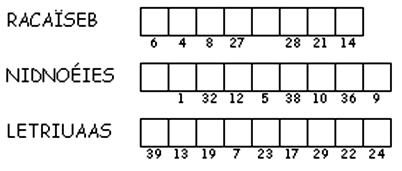 RACAÏSEB
6 4 8 27 28 21 14
NIDNOÉIES
1 32 12 5 38 10 36 9
LETRIUAAS
39 13 19 7 23 17 29 22 24